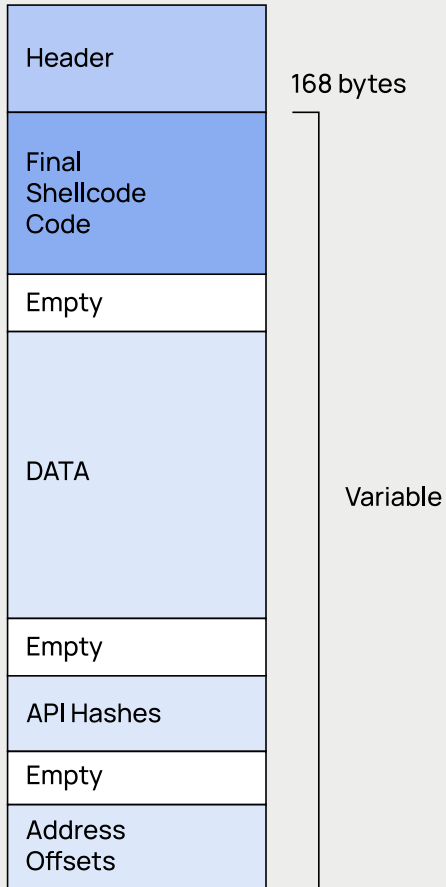 Header
168 bytes
Final
Shellcode
Code
Empty
DATA
Variable
Empty
API Hashes
Empty
Address
Offsets